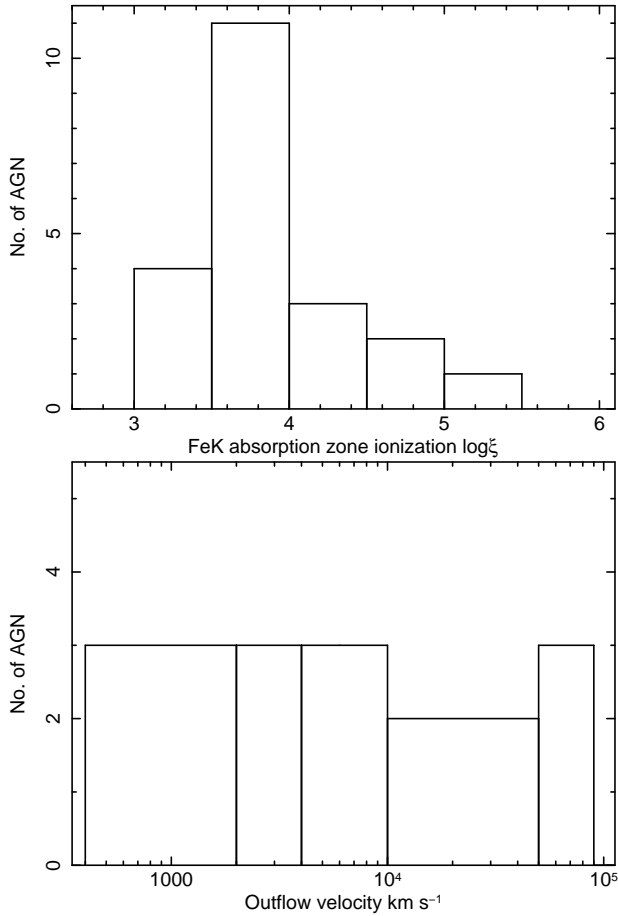 No. of AGN
10
5
0
3 4 5 6
FeK absorption zone ionization logξ
No. of AGN
4
2
0
1000 10⁴ 10⁵
Outflow velocity km s⁻¹